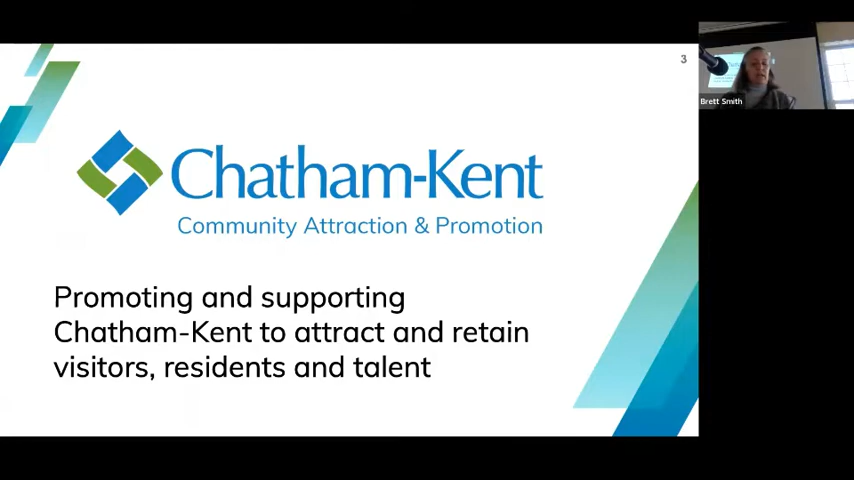 3
Chatham-Kent
Community Attraction & Promotion
Promoting and supporting
Chatham-Kent to attract and retain
visitors, residents and talent
Brett Smith